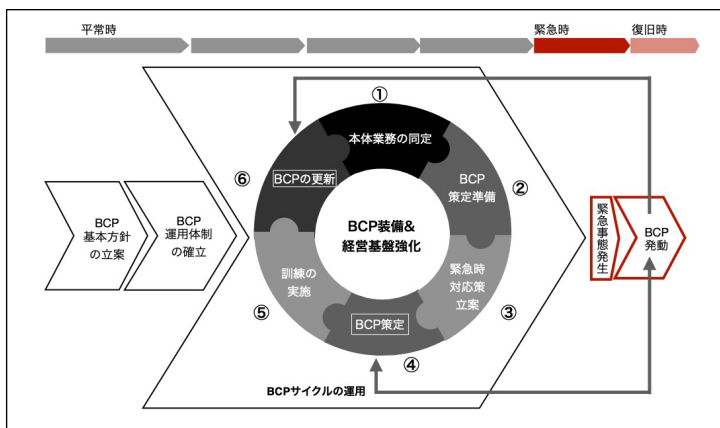 平常時
緊急時
復旧時
①
本体業務の同定
②
BCP
策定準備
⑥
BCPの更新
BCP装備&
経営基盤強化
BCP
基本方針
の立案
BCP
運用体制
の確立
緊急事態発生
BCP
発動
訓練の
実施
緊急時
対応策
立案
⑤
③
BCP策定
④
BCPサイクルの運用